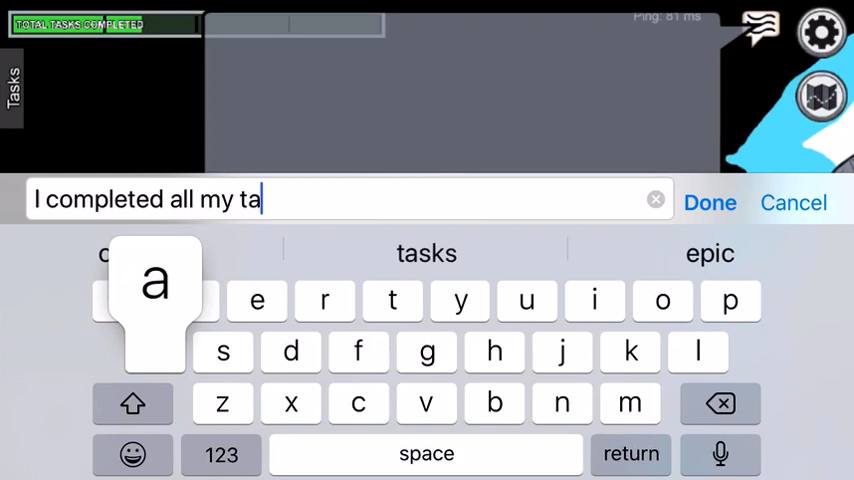 TOTAL TASKS COMPLETED
Ping: 81 ms
Tasks
I completed all my ta
Done
Cancel
tasks
epic
a
e r t y u i o p
s d f g h j k l
z x c v b n m
123
space
return